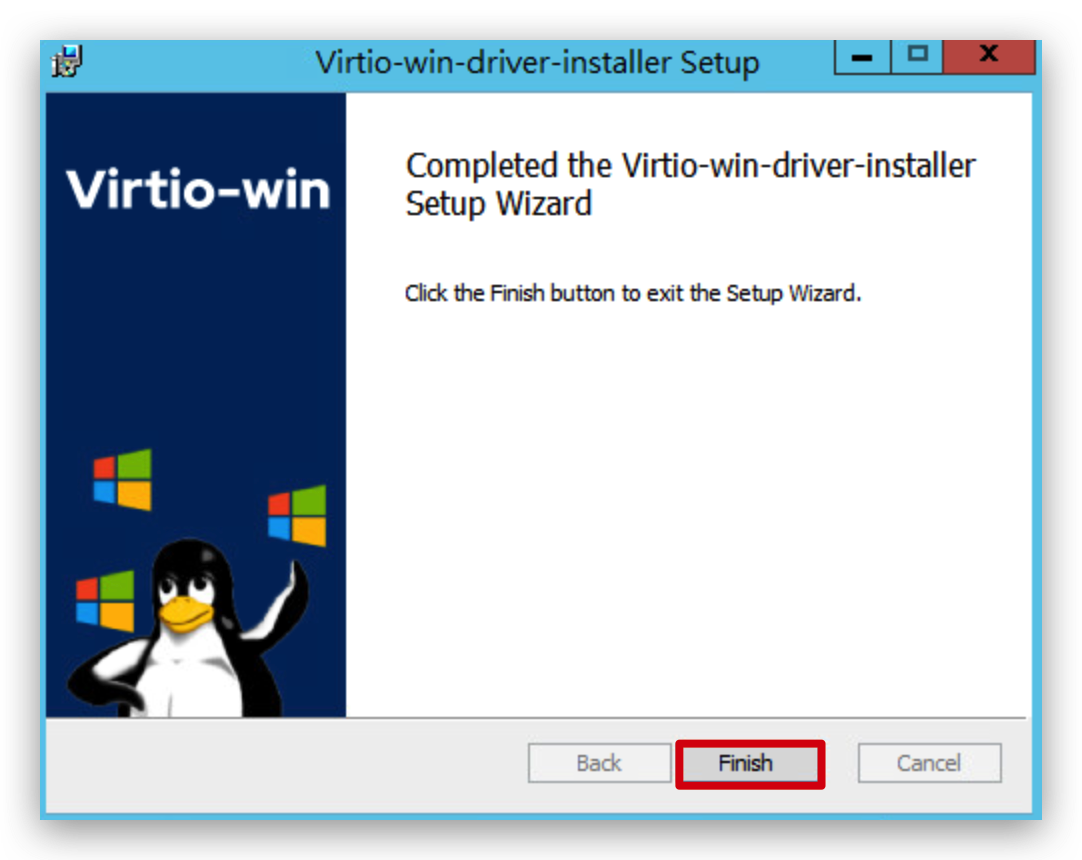 Virtio-win-driver-installer Setup
Virtio-win
Completed the Virtio-win-driver-installer
Setup Wizard
Click the Finish button to exit the Setup Wizard.
Back
Finish
Cancel